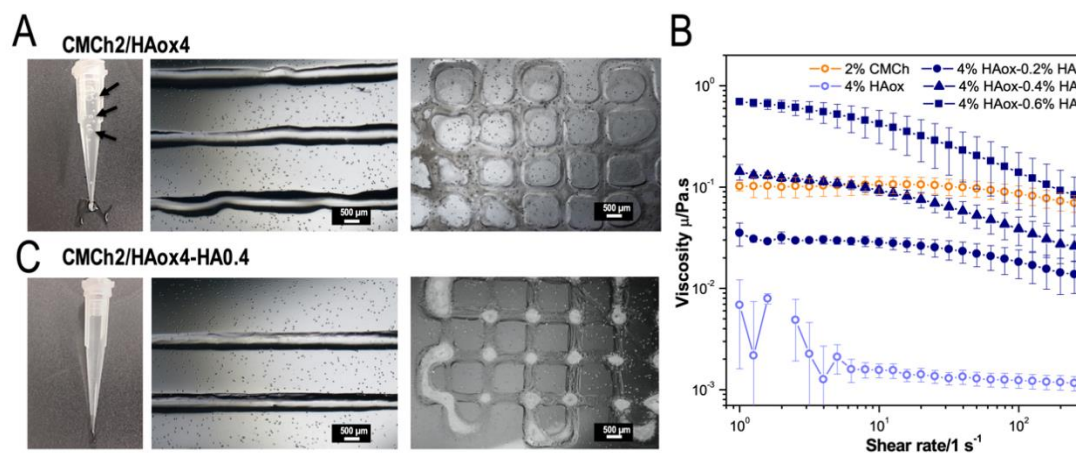 A
CMCh2/HAox4
500 µm
500 µm
C
CMCh2/HAox4-HA0.4
500 µm
500 µm
B
2% CMCh
4% HAox
4% HAox-0.2% HA
4% HAox-0.4% HA
4% HAox-0.6% HA
Viscosity µ/Pa.s
10⁰
10⁻¹
10⁻²
10⁻³
10⁰
10¹
10²
Shear rate/1 s⁻¹